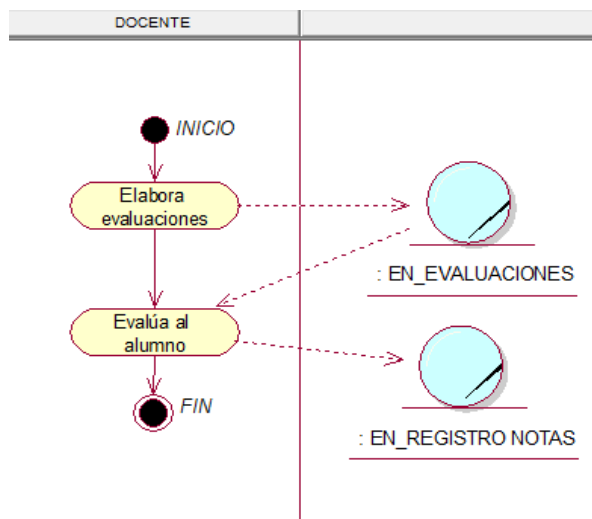 DOCENTE
INICIO
Elabora
evaluaciones
: EN_EVALUACIONES
Evalúa al
alumno
FIN
: EN_REGISTRO NOTAS